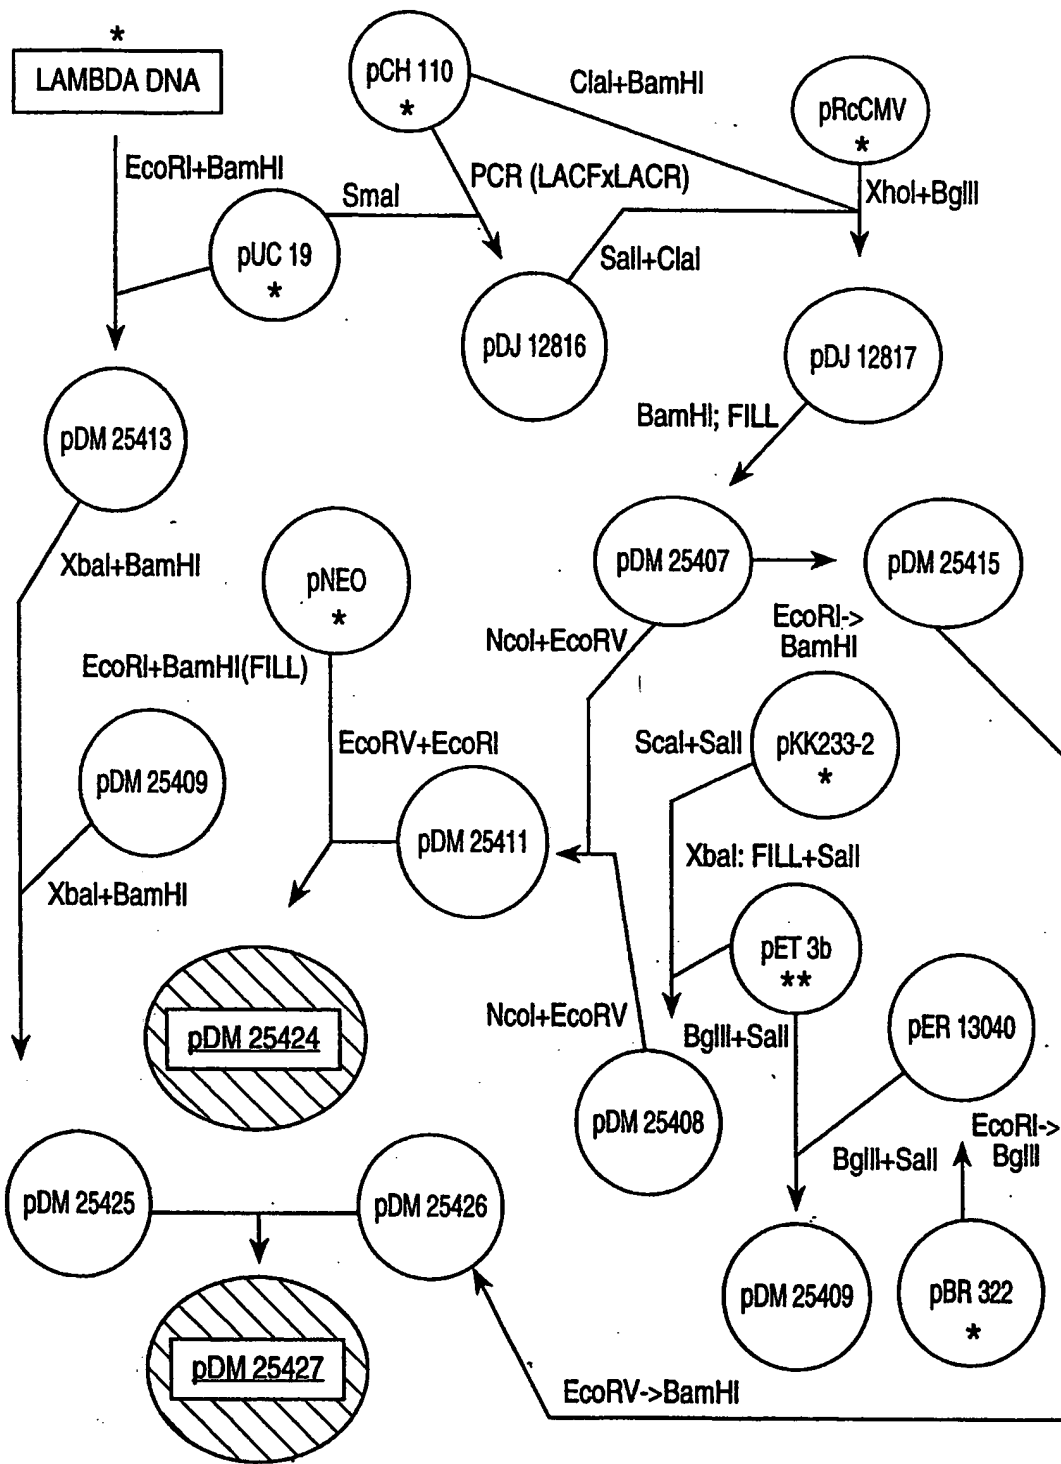 *
LAMBDA DNA
pCH 110
*
ClaI+BamHI
pRcCMV
*
EcoRI+BamHI
SmaI
PCR (LACFxLACR)
XhoI+BglII
pUC 19
*
SalI+ClaI
pDJ 12816
pDJ 12817
BamHI; FILL
pDM 25413
XbaI+BamHI
pNEO
*
pDM 25407
pDM 25415
EcoRI->
BamHI
NcoI+EcoRV
EcoRI+BamHI(FILL)
EcoRV+EcoRI
ScaI+SalI
pKK233-2
*
pDM 25409
pDM 25411
XbaI: FILL+SalI
XbaI+BamHI
pET 3b
**
pDM 25424
NcoI+EcoRV
BglII+SalI
pER 13040
pDM 25408
BglII+SalI
EcoRI->
BglII
pDM 25425
pDM 25426
pDM 25409
pBR 322
*
pDM 25427
EcoRV->BamHI